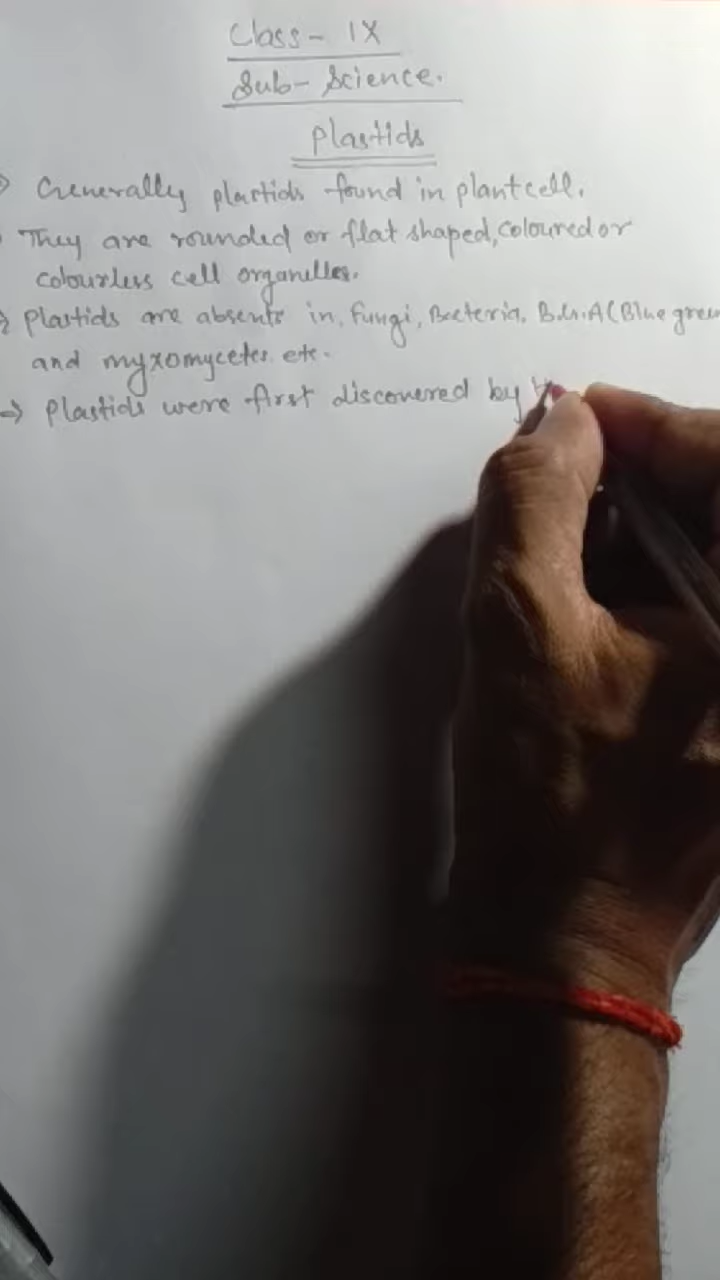 Class - IX
Sub - Science.
Plastids
Generally plastids found in plant cell.
They are rounded or flat shaped, coloured or
colourless cell organelles.
Plastids are absents in, Fungi, Bacteria, B.G.A (Blue green
and myxomycetes. etc.
→ Plastids were first discovered by